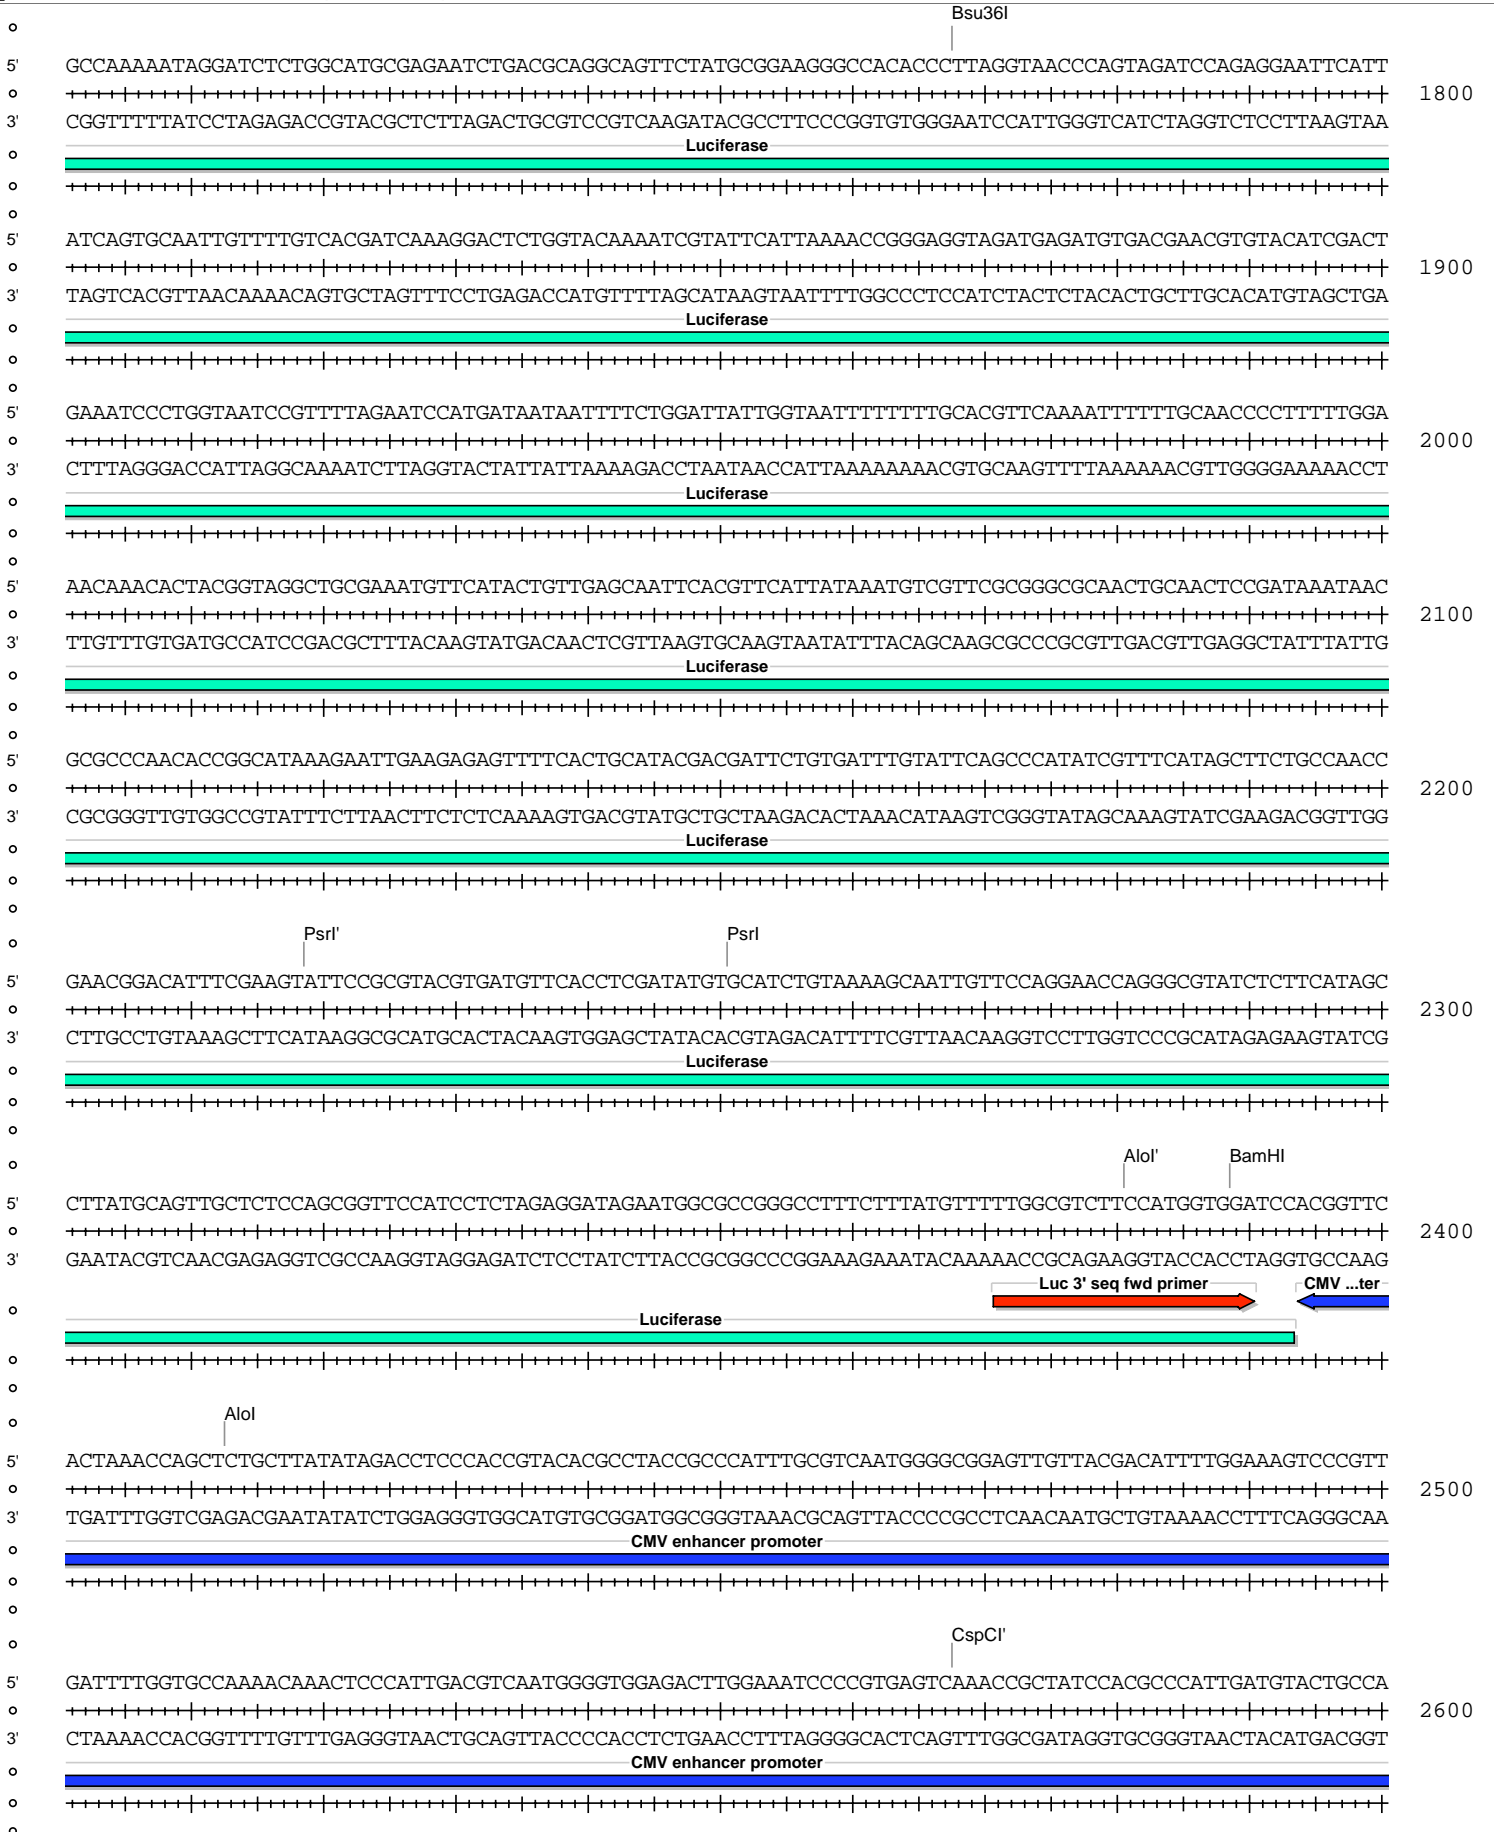 Bsu36I
5' GCCAAAAATAGGATCTCTGGCATGCGAGAATCTGACGCAGGCAGTTCTATGCGGAAGGGCCACACCCTTAGGTAACCCAGTAGATCCAGAGGAATTCATT
1800
3' CGGTTTTTATCCTAGAGACCGTACGCTCTTAGACTGCGTCCGTCAAGATACGCCTTCCCGGTGTGGGAATCCATTGGGTCATCTAGGTCTCCTTAAGTAA
Luciferase
5' ATCAGTGCAATTGTTTTGTCACGATCAAAGGACTCTGGTACAAAATCGTATTCATTAAAACCGGGAGGTAGATGAGATGTGACGAACGTGTACATCGACT
1900
3' TAGTCACGTTAACAAAACAGTGCTAGTTTCCTGAGACCATGTTTTAGCATAAGTAATTTTGGCCCTCCATCTACTCTACACTGCTTGCACATGTAGCTGA
Luciferase
5' GAAATCCCTGGTAATCCGTTTTAGAATCCATGATAATAATTTTCTGGATTATTGGTAATTTTTTTTGCACGTTCAAAATTTTTTGCAACCCCTTTTTGGA
2000
3' CTTTAGGGACCATTAGGCAAAATCTTAGGTACTATTATTAAAAGACCTAATAACCATTAAAAAAAACGTGCAAGTTTTAAAAAACGTTGGGGAAAAACCT
Luciferase
5' AACAAACACTACGGTAGGCTGCGAAATGTTCATACTGTTGAGCAATTCACGTTCATTATAAATGTCGTTCGCGGGCGCAACTGCAACTCCGATAAATAAC
2100
3' TTGTTTGTGATGCCATCCGACGCTTTACAAGTATGACAACTCGTTAAGTGCAAGTAATATTTACAGCAAGCGCCCGCGTTGACGTTGAGGCTATTTATTG
Luciferase
5' GCGCCCAACACCGGCATAAAGAATTGAAGAGAGTTTTCACTGCATACGACGATTCTGTGATTTGTATTCAGCCCATATCGTTTCATAGCTTCTGCCAACC
2200
3' CGCGGGTTGTGGCCGTATTTCTTAACTTCTCTCAAAAGTGACGTATGCTGCTAAGACACTAAACATAAGTCGGGTATAGCAAAGTATCGAAGACGGTTGG
Luciferase
PsrI' PsrI
5' GAACGGACATTTCGAAGTATTCCGCGTACGTGATGTTCACCTCGATATGTGCATCTGTAAAAGCAATTGTTCCAGGAACCAGGGCGTATCTCTTCATAGC
2300
3' CTTGCCTGTAAAGCTTCATAAGGCGCATGCACTACAAGTGGAGCTATACACGTAGACATTTTCGTTAACAAGGTCCTTGGTCCCGCATAGAGAAGTATCG
Luciferase
AloI' BamHI
5' CTTATGCAGTTGCTCTCCAGCGGTTCCATCCTCTAGAGGATAGAATGGCGCCGGGCCTTTCTTTATGTTTTTGGCGTCTTCCATGGTGGATCCACGGTTC
2400
3' GAATACGTCAACGAGAGGTCGCCAAGGTAGGAGATCTCCTATCTTACCGCGGCCCGGAAAGAAATACAAAAACCGCAGAAGGTACCACCTAGGTGCCAAG
Luc 3' seq fwd primer CMV ...ter
Luciferase
AloI
5' ACTAAACCAGCTCTGCTTATATAGACCTCCCACCGTACACGCCTACCGCCCATTTGCGTCAATGGGGCGGAGTTGTTACGACATTTTGGAAAGTCCCGTT
2500
3' TGATTTGGTCGAGACGAATATATCTGGAGGGTGGCATGTGCGGATGGCGGGTAAACGCAGTTACCCCGCCTCAACAATGCTGTAAAACCTTTCAGGGCAA
CMV enhancer promoter
CspCI'
5' GATTTTGGTGCCAAAACAAACTCCCATTGACGTCAATGGGGTGGAGACTTGGAAATCCCCGTGAGTCAAACCGCTATCCACGCCCATTGATGTACTGCCA
2600
3' CTAAAACCACGGTTTTGTTTGAGGGTAACTGCAGTTACCCCACCTCTGAACCTTTAGGGGCACTCAGTTTGGCGATAGGTGCGGGTAACTACATGACGGT
CMV enhancer promoter